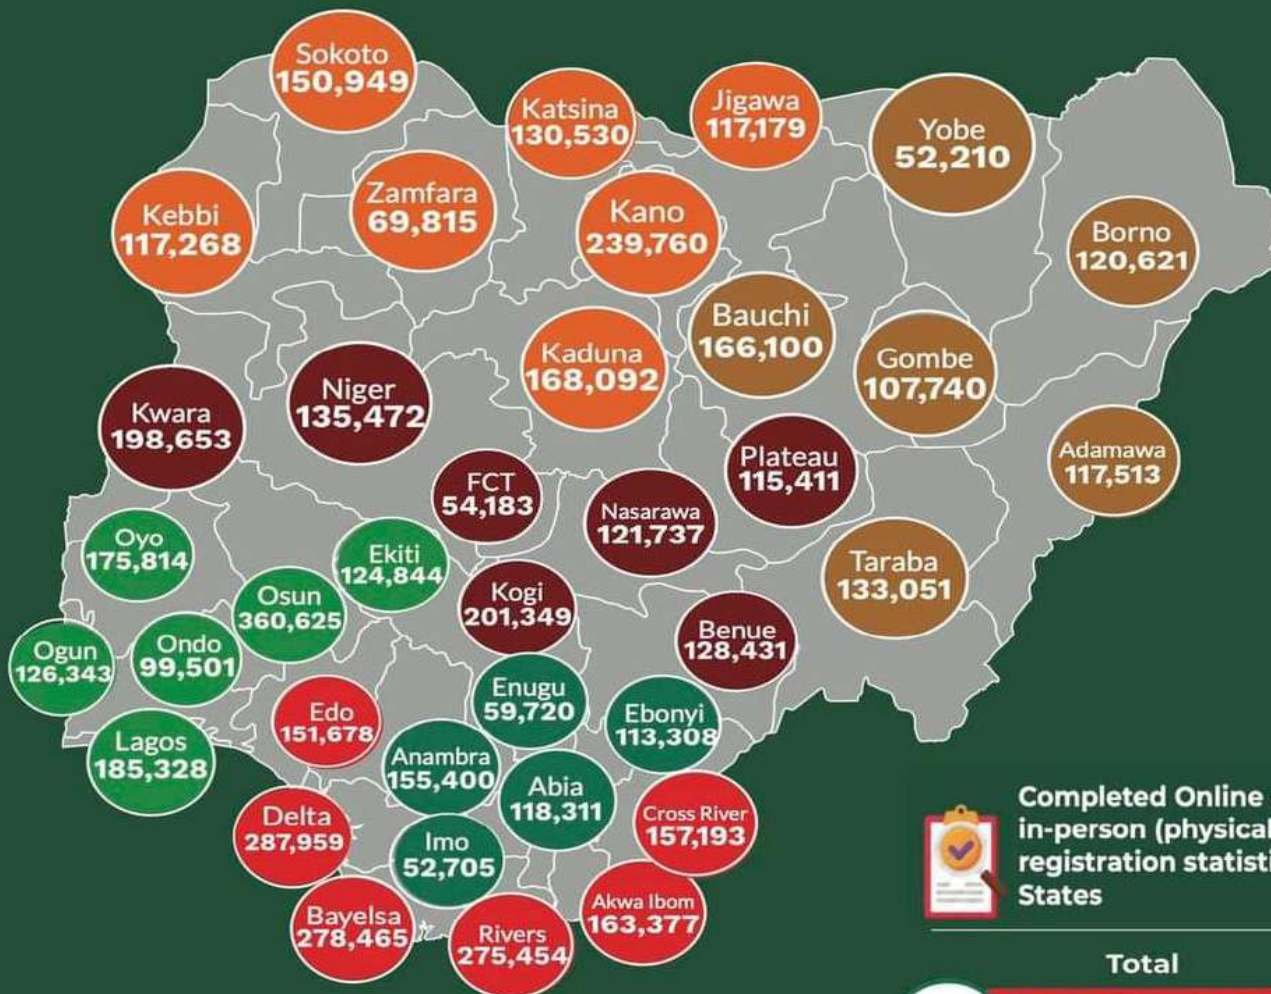 Sokoto
150,949
Katsina
130,530
Jigawa
117,179
Yobe
52,210
Kebbi
117,268
Zamfara
69,815
Kano
239,760
Borno
120,621
Kaduna
168,092
Bauchi
166,100
Gombe
107,740
Kwara
198,653
Niger
135,472
Plateau
115,411
Adamawa
117,513
FCT
54,183
Nasarawa
121,737
Oyo
175,814
Ekiti
124,844
Taraba
133,051
Osun
360,625
Kogi
201,349
Benue
128,431
Ogun
126,343
Ondo
99,501
Enugu
59,720
Ebonyi
113,308
Edo
151,678
Lagos
185,328
Anambra
155,400
Abia
118,311
Cross River
157,193
Delta
287,959
Imo
52,705
Akwa Ibom
163,377
Bayelsa
278,465
Rivers
275,454
Completed Online
in-person (physical
registration statisti
States
Total